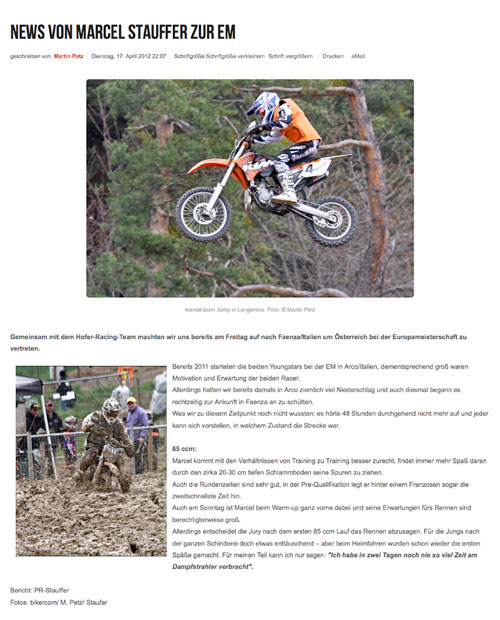 NEWS VON MARCEL STAUFFER ZUR EM
geschrieben von Martin Petz | Dienstag, 17. April 2012 22:07 | Schriftgröße Schriftgröße verkleinern Schrift vergrößern | Drucken | eMail
4
marcel beim Jump in Langenlois. Foto: © Martin Petz
Gemeinsam mit dem Hofer-Racing-Team machten wir uns bereits am Freitag auf nach Faenza/Italien um Österreich bei der Europameisterschaft zu
vertreten.
Bereits 2011 starteten die beiden Youngstars bei der EM in Arco/Italien, dementsprechend groß waren
Motivation und Erwartung der beiden Racer.
Allerdings hatten wir bereits damals in Arco ziemlich viel Niederschlag und auch diesmal begann es
rechtzeitig zur Ankunft in Faenza an zu schütten.
Was wir zu diesem Zeitpunkt noch nicht wussten: es hörte 48 Stunden durchgehend nicht mehr auf und jeder
kann sich vorstellen, in welchem Zustand die Strecke war.
65 ccm:
Marcel kommt mit den Verhältnissen von Training zu Training besser zurecht, findet immer mehr Spaß daran
durch den zirka 20-30 cm tiefen Schlammboden seine Spuren zu ziehen.
Auch die Rundenzeiten sind sehr gut, in der Pre-Qualifikation legt er hinter einem Franzosen sogar die
zweitschnellste Zeit hin.
Auch am Sonntag ist Marcel beim Warm-up ganz vorne dabei und seine Erwartungen fürs Rennen sind
berechtigterweise groß.
Allerdings entscheidet die Jury nach dem ersten 85 ccm Lauf das Rennen abzusagen. Für die Jungs nach
der ganzen Schinderei doch etwas enttäuschend – aber beim Heimfahren wurden schon wieder die ersten
Späße gemacht. Für meinen Teil kann ich nur sagen: "Ich habe in zwei Tagen noch nie so viel Zeit am
Dampfstrahler verbracht".
Bericht: PR-Stauffer
Fotos: bikercom/ M. Petz/ Staufer